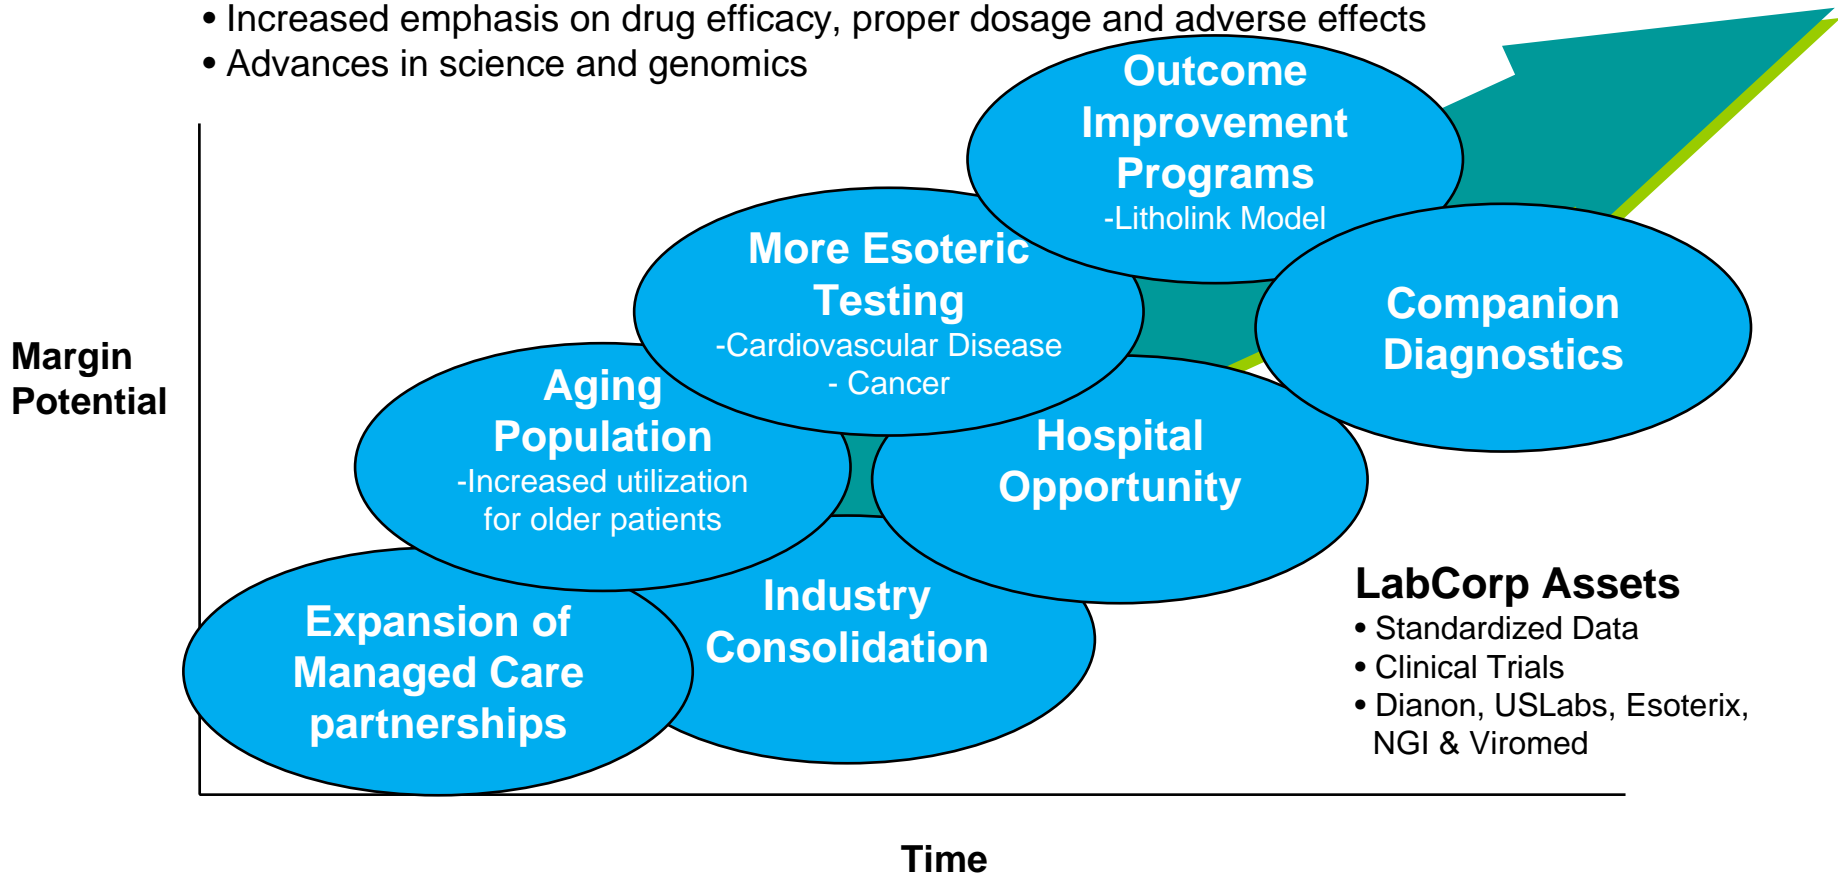 • Increased emphasis on drug efficacy, proper dosage and adverse effects
• Advances in science and genomics
Outcome
Improvement
Programs
-Litholink Model
More Esoteric
Testing
-Cardiovascular Disease
- Cancer
Companion
Diagnostics
Margin
Potential
Aging
Population
-Increased utilization
for older patients
Hospital
Opportunity
Industry
Consolidation
Expansion of
Managed Care
partnerships
LabCorp Assets
• Standardized Data
• Clinical Trials
• Dianon, USLabs, Esoterix,
NGI & Viromed
Time